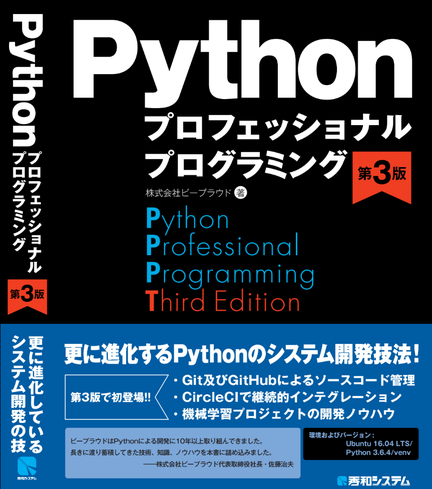 Python
プロフェッショナル
プログラミング
第3版
株式会社ビープラウド 著
Python
Professional
Programming
Third Edition
更に進化するPythonのシステム開発技法!
第3版で初登場!!
・Git及びGitHubによるソースコード管理
・CircleCIで継続的インテグレーション
・機械学習プロジェクトの開発ノウハウ
ビープラウドはPythonによる開発に10年以上取り組んできました。
長きに渡り蓄積してきた技術、知識、ノウハウを本書に詰め込みました。
――株式会社ビープラウド代表取締役社長・佐藤治夫
環境およびバージョン:
Ubuntu 16.04 LTS/
Python 3.6.4/venv
秀和システム
Python
プロフェッショナル
プログラミング
第3版
更に進化している
システム開発の技
秀和システム